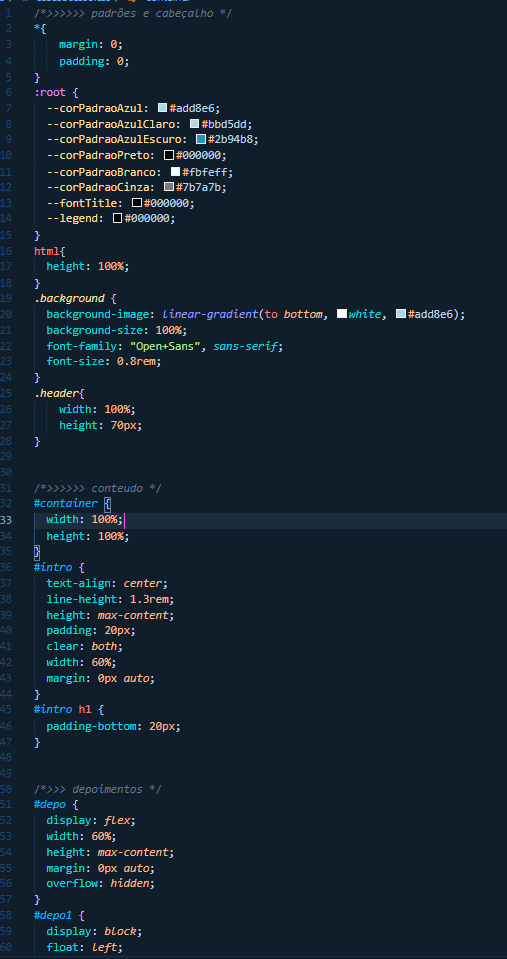 1 /*>>>>>> padrões e cabeçalho */
2 *{
3 margin: 0;
4 padding: 0;
5 }
6 :root {
7 --corPadraoAzul: #add8e6;
8 --corPadraoAzulClaro: #bbd5dd;
9 --corPadraoAzulEscuro: #2b94b8;
10 --corPadraoPreto: #000000;
11 --corPadraoBranco: #fbfeff;
12 --corPadraoCinza: #7b7a7b;
13 --fontTitle: #000000;
14 --legend: #000000;
15 }
16 html{
17 height: 100%;
18 }
19 .background {
20 background-image: linear-gradient(to bottom, white, #add8e6);
21 background-size: 100%;
22 font-family: "Open+Sans", sans-serif;
23 font-size: 0.8rem;
24 }
25 .header{
26 width: 100%;
27 height: 70px;
28 }
29
30
31 /*>>>>>> conteudo */
32 #container {
33 width: 100%;
34 height: 100%;
35 }
36 #intro {
37 text-align: center;
38 line-height: 1.3rem;
39 height: max-content;
40 padding: 20px;
41 clear: both;
42 width: 60%;
43 margin: 0px auto;
44 }
45 #intro h1 {
46 padding-bottom: 20px;
47 }
48
49
50 /*>>> depoimentos */
51 #depo {
52 display: flex;
53 width: 60%;
54 height: max-content;
55 margin: 0px auto;
56 overflow: hidden;
57 }
58 #depo1 {
59 display: block;
60 float: left;